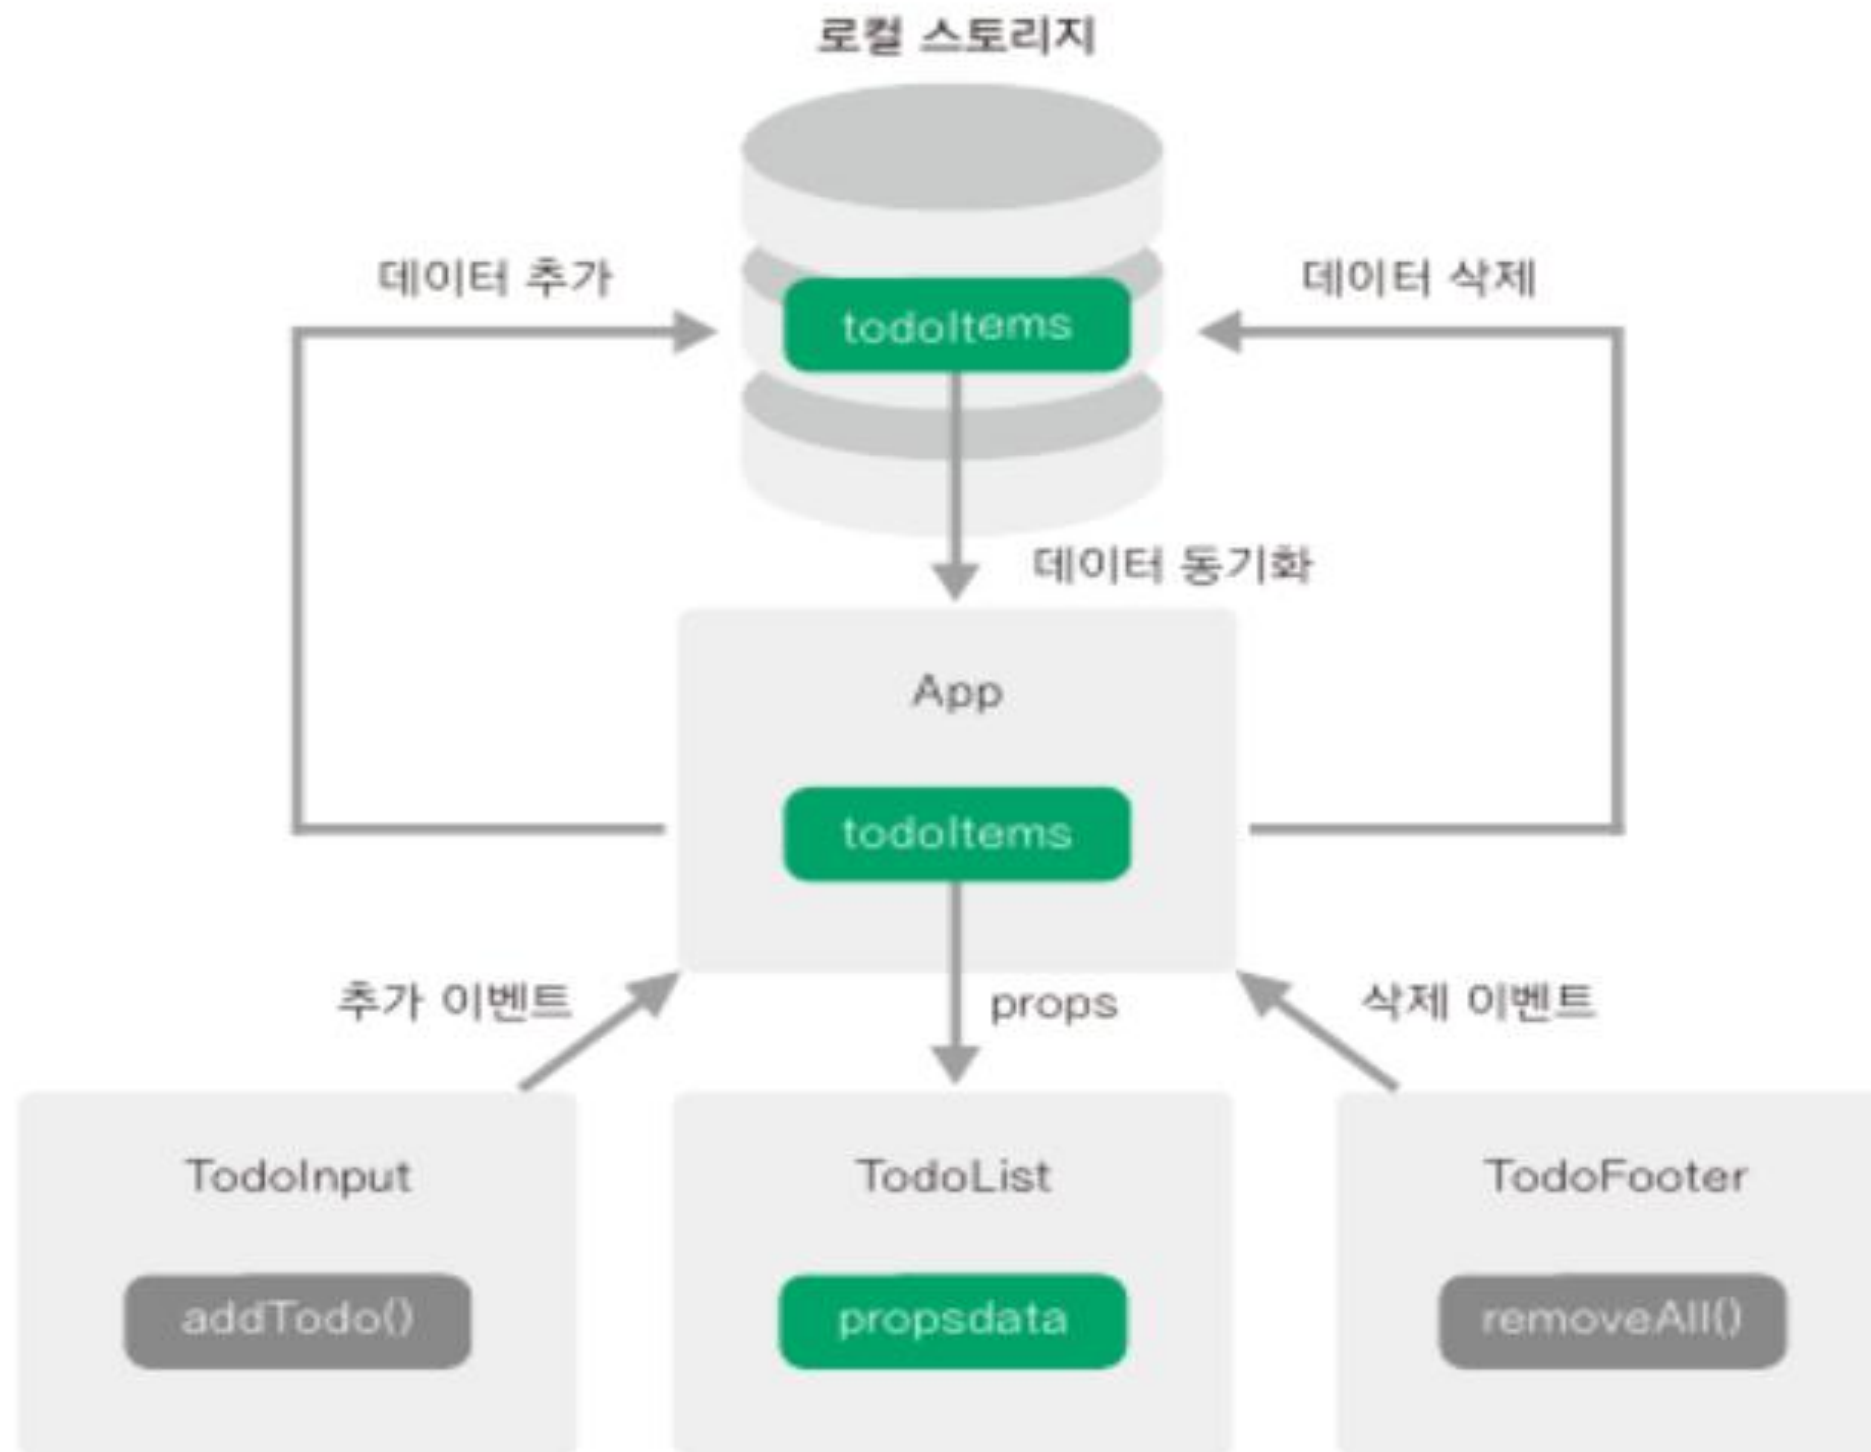 로컬 스토리지
데이터 추가
데이터 삭제
todoItems
데이터 동기화
App
todoItems
추가 이벤트
props
삭제 이벤트
TodoInput
TodoList
TodoFooter
addTodo()
propsdata
removeAll()